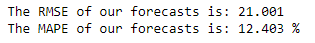 The RMSE of our forecasts is: 21.001
The MAPE of our forecasts is: 12.403 %